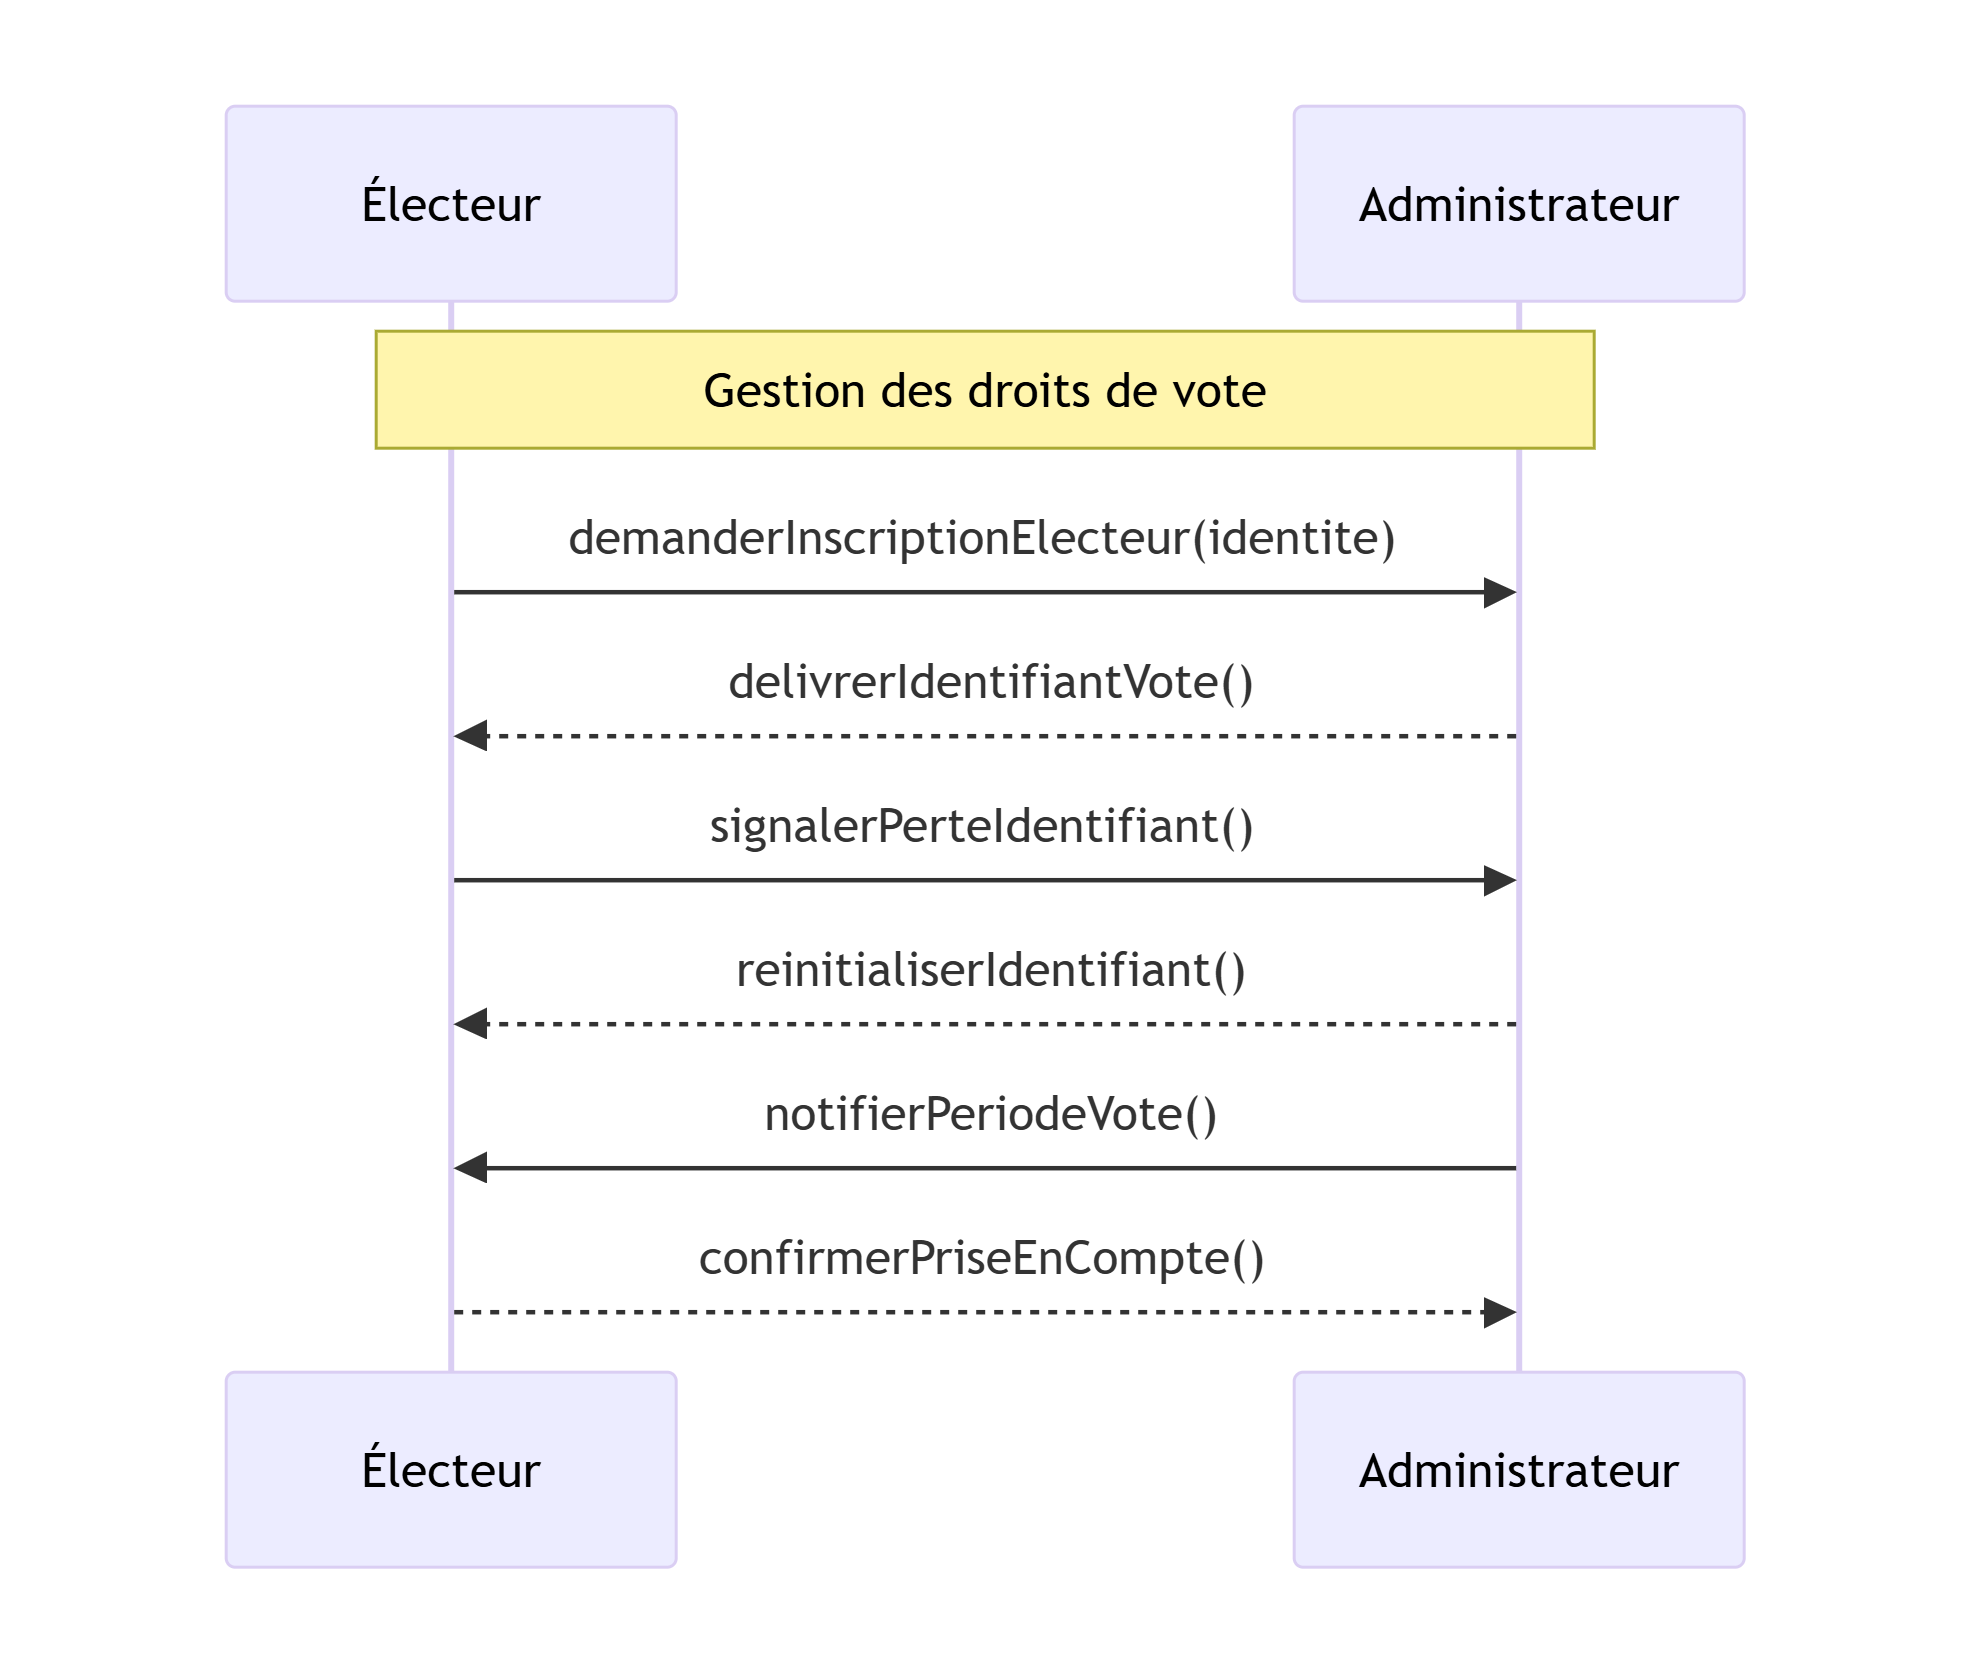 Électeur
Administrateur
Gestion des droits de vote
demanderInscriptionElecteur(identite)
delivrerIdentifiantVote()
signalerPerteIdentifiant()
reinitialiserIdentifiant()
notifierPeriodeVote()
confirmerPriseEnCompte()
Électeur
Administrateur